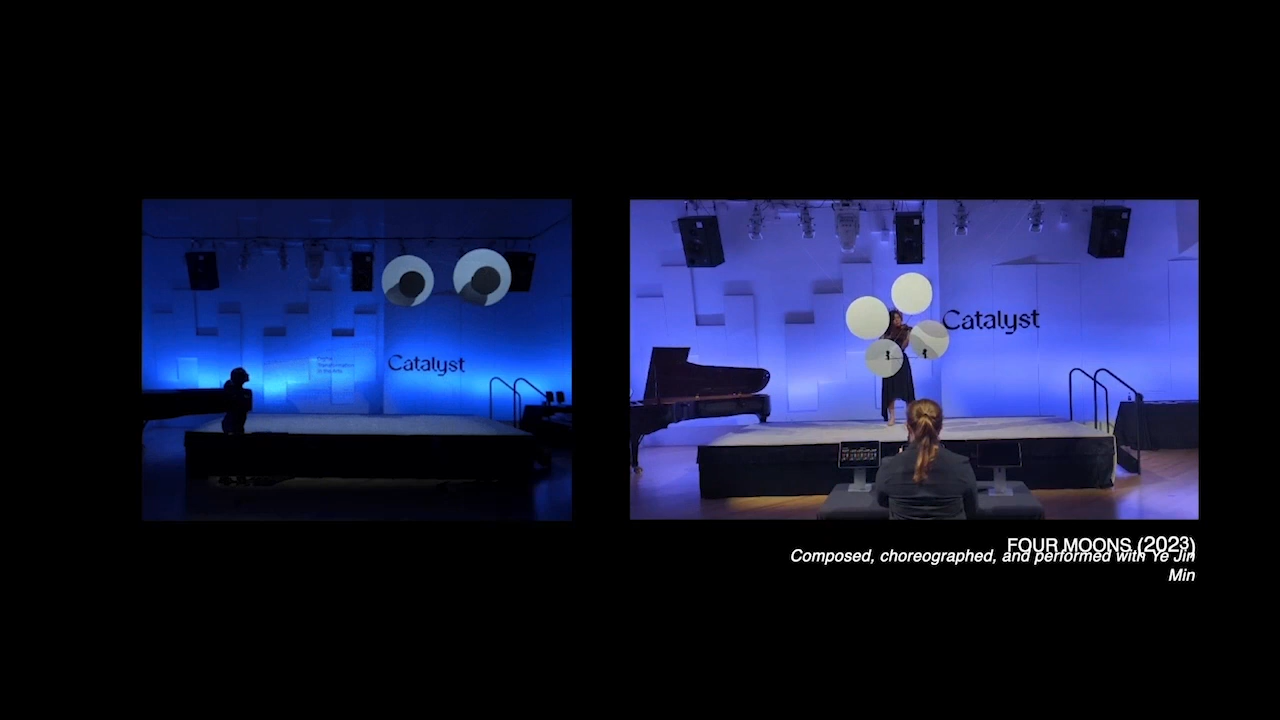 Catalyst
Catalyst
FOUR MOONS (2023)
Composed, choreographed, and performed with Ye Jin
Min